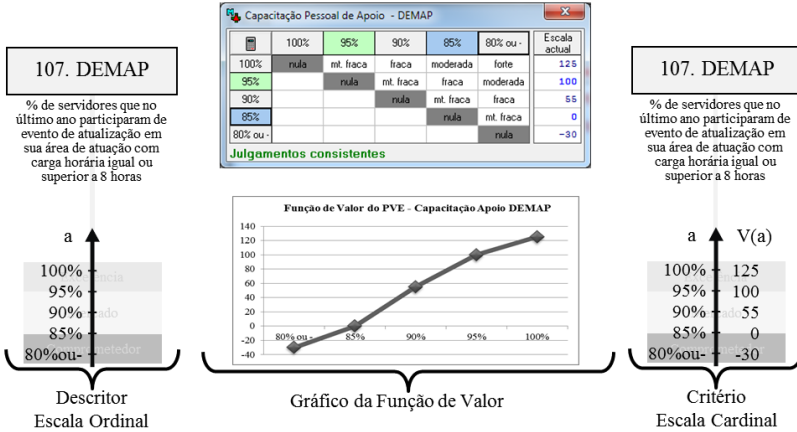 107. DEMAP
% de servidores que no
último ano participaram de
evento de atualização em
sua área de atuação com
carga horária igual ou
superior a 8 horas
a
100%
95%
90%
85%
80%ou-
Descritor
Escala Ordinal
Capacitação Pessoal de Apoio - DEMAP
100% 95% 90% 85% 80% ou - Escala actual
100% nula mt. fraca fraca moderada forte 125
95% nula mt. fraca fraca moderada 100
90% nula mt. fraca fraca 55
85% nula mt. fraca 0
80% ou - nula -30
Julgamentos consistentes
Função de Valor do PVE - Capacitação Apoio DEMAP
140
120
100
80
60
40
20
0
-20
-40
80% ou - 85% 90% 95% 100%
Gráfico da Função de Valor
107. DEMAP
% de servidores que no
último ano participaram de
evento de atualização em
sua área de atuação com
carga horária igual ou
superior a 8 horas
a V(a)
100% 125
95% 100
90% 55
85% 0
80%ou- -30
Critério
Escala Cardinal